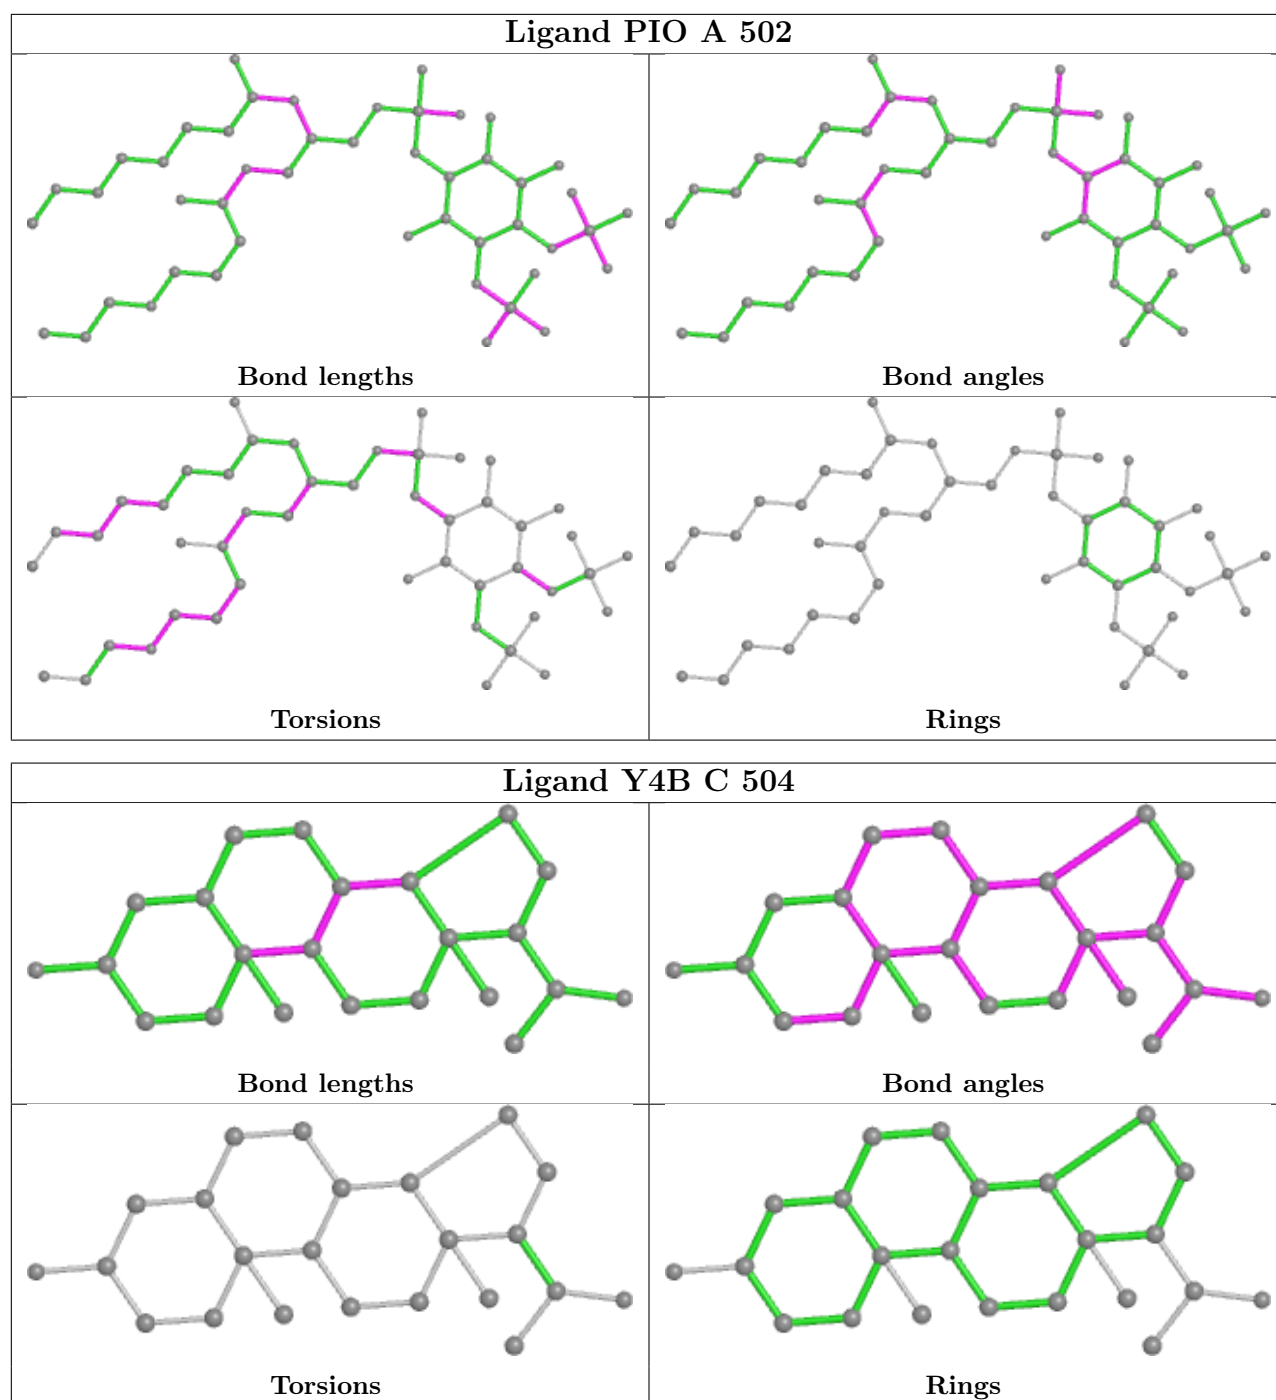 Ligand PIO A 502
Bond lengths
Bond angles
Torsions
Rings
Ligand Y4B C 504
Bond lengths
Bond angles
Torsions
Rings